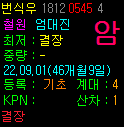 번식우 1812 0545 4
철원 엄대진
암
최저 : 결장
중량 : -
22,09,01(46개월9일)
등록 : 기초 계대 : 4
KPN : 산차 : 1
결장